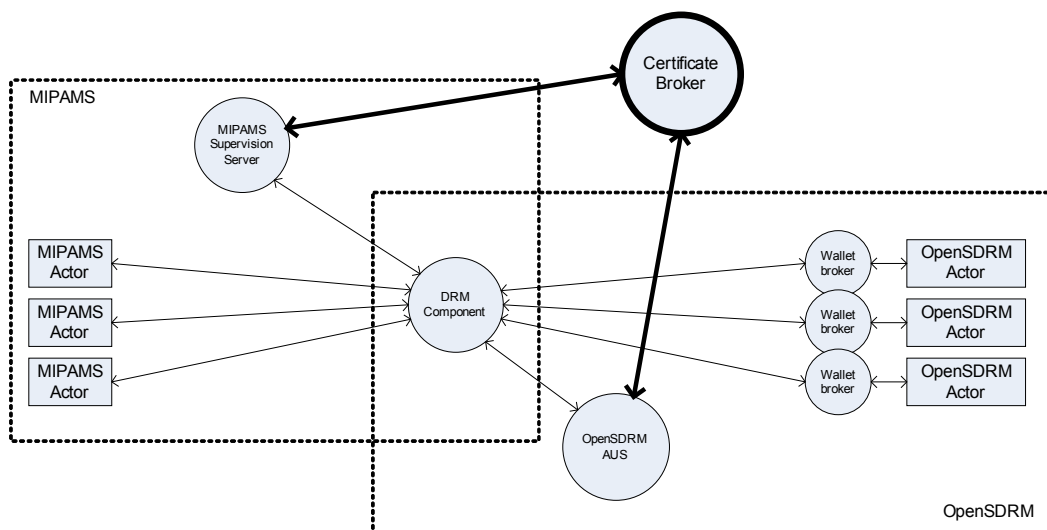 Certificate
Broker
MIPAMS
MIPAMS
Supervision
Server
MIPAMS
Actor
MIPAMS
Actor
MIPAMS
Actor
DRM
Component
Wallet
broker
OpenSDRM
Actor
Wallet
broker
OpenSDRM
Actor
Wallet
broker
OpenSDRM
Actor
OpenSDRM
AUS
OpenSDRM